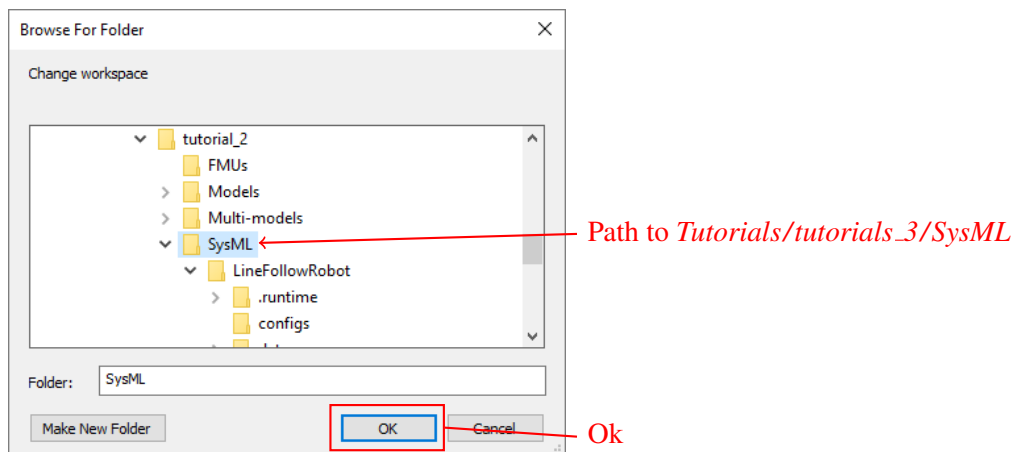 Browse For Folder
Change workspace
tutorial_2
FMUs
Models
Multi-models
SysML
Path to Tutorials/tutorials_3/SysML
LineFollowRobot
.runtime
configs
Folder: SysML
Make New Folder OK Cancel
Ok